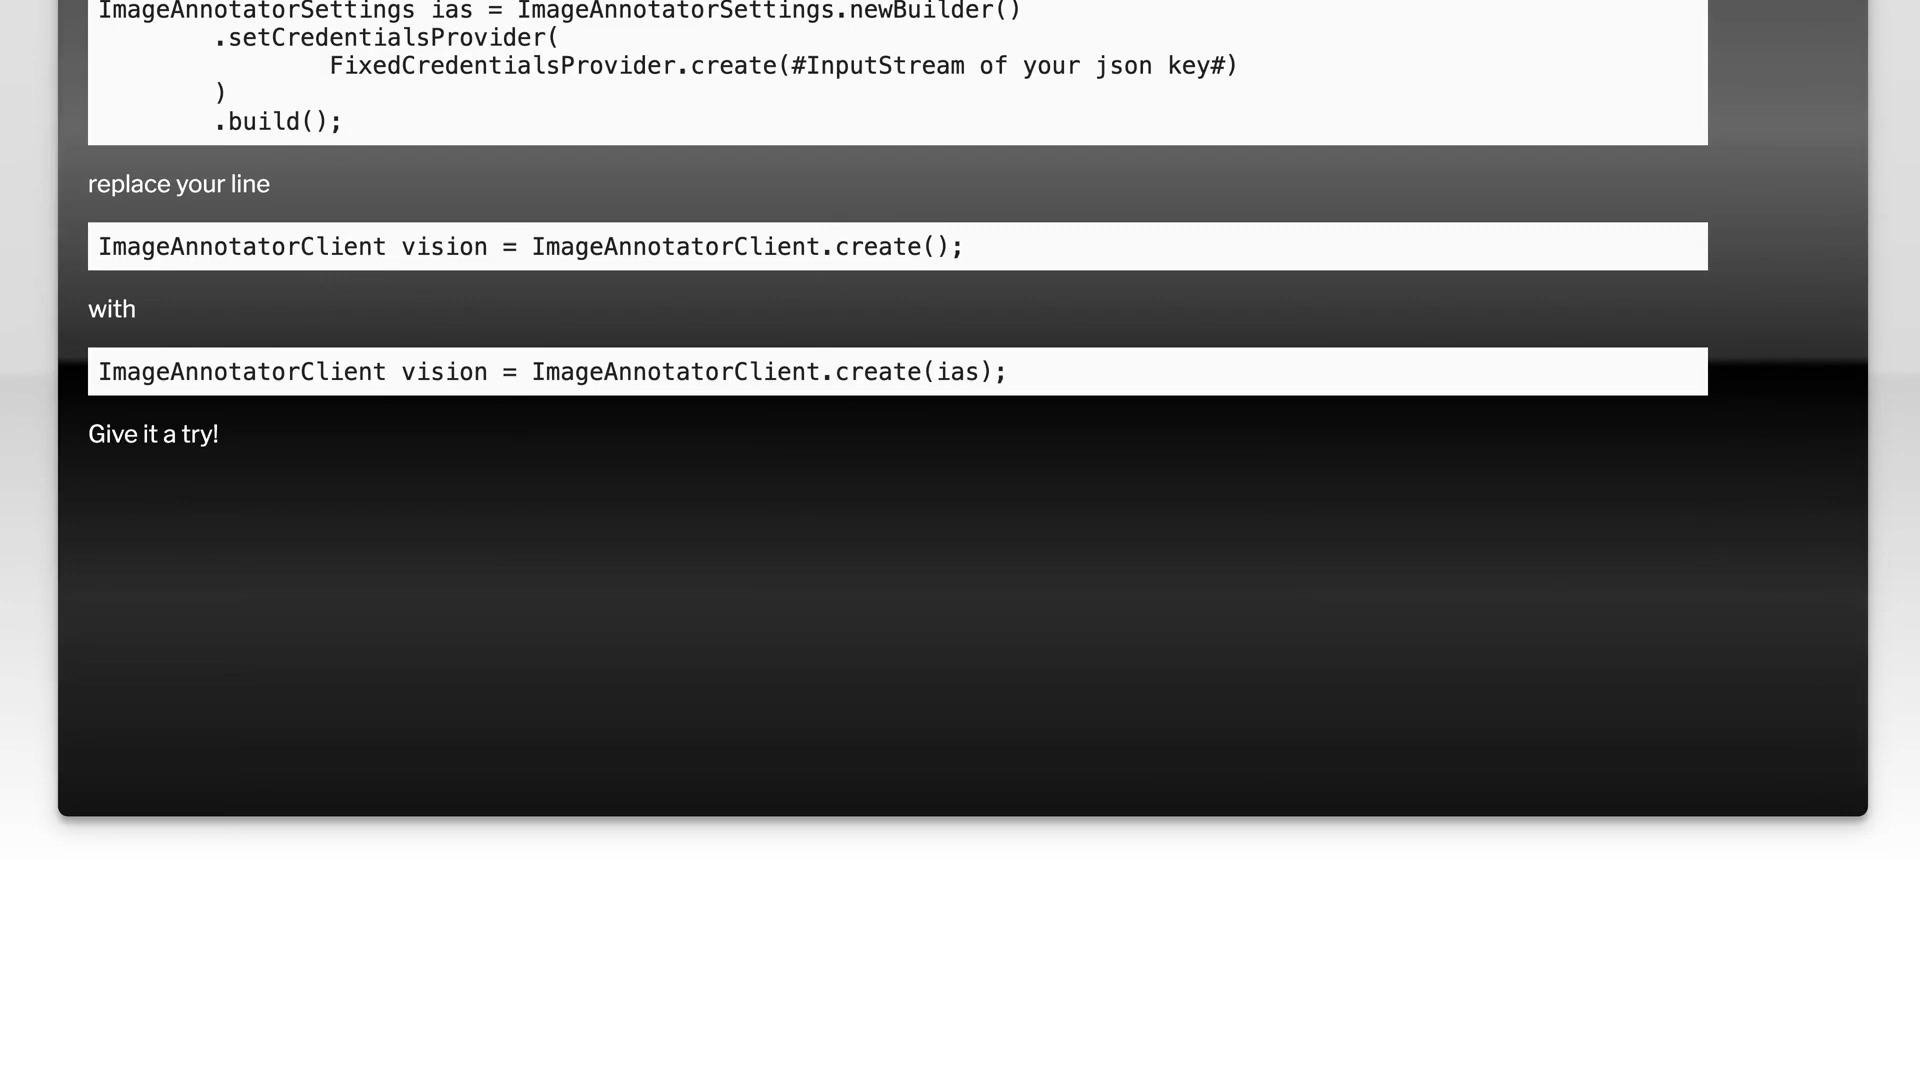 ImageAnnotatorSettings ias = ImageAnnotatorSettings.newBuilder()
        .setCredentialsProvider(
                FixedCredentialsProvider.create(#InputStream of your json key#)
        )
        .build();
replace your line
ImageAnnotatorClient vision = ImageAnnotatorClient.create();
with
ImageAnnotatorClient vision = ImageAnnotatorClient.create(ias);
Give it a try!